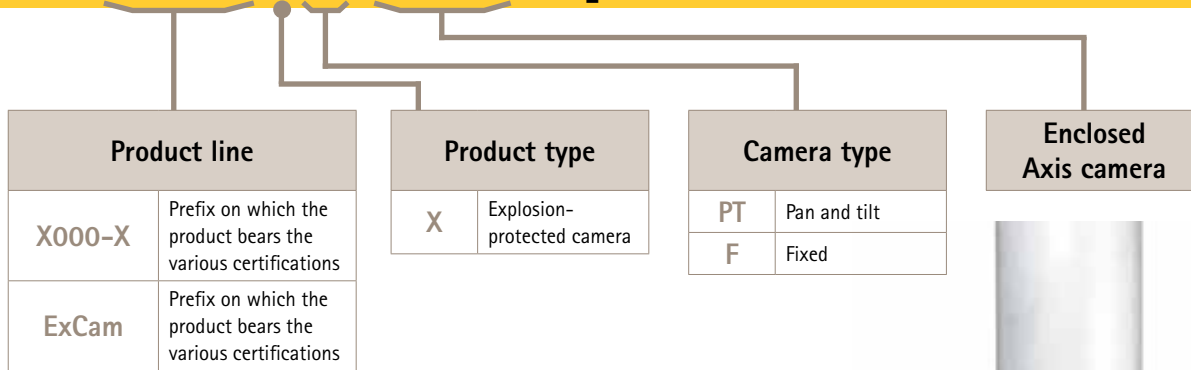 Product line
X000-X
Prefix on which the
product bears the
various certifications
ExCam
Prefix on which the
product bears the
various certifications
Product type
X
Explosion-
protected camera
Camera type
PT
Pan and tilt
F
Fixed
Enclosed
Axis camera